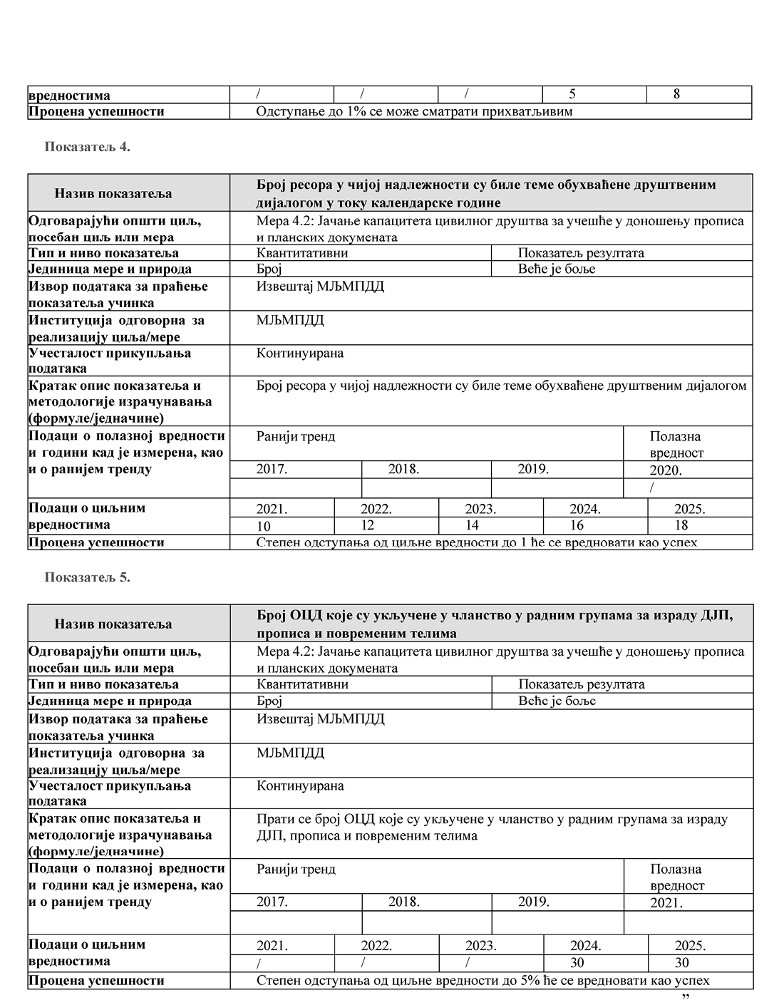 вредностима / / / 5 8
Процена успешности Одступање до 1% се може сматрати прихватљивим
Показатељ 4.
Назив показатеља Број ресора у чијој надлежности су биле теме обухваћене друштвеним
дијалогом у току календарске године
Одговарајући општи циљ, Мера 4.2: Јачање капацитета цивилног друштва за учешће у доношењу прописа
посебан циљ или мера и планских докумената
Тип и ниво показатеља Квантитативни Показатељ резултата
Јединица мере и природа Број Веће је боље
Извор података за праћење Извештај МЉМПДД
показатеља учинка
Институција одговорна за МЉМПДД
реализацију циља/мере
Учесталост прикупљања Континуирана
података
Кратак опис показатеља и Број ресора у чијој надлежности су биле теме обухваћене друштвеним дијалогом
методологије израчунавања
(формуле/једначине)
Подаци о полазној вредности Ранији тренд Полазна
и години кад је измерена, као вредност
и о ранијем тренду 2017. 2018. 2019. 2020.
/
Подаци о циљним 2021. 2022. 2023. 2024. 2025.
вредностима 10 12 14 16 18
Процена успешности Степен одступања од циљне вредности до 1 ће се вредновати као успех
Показатељ 5.
Назив показатеља Број ОЦД које су укључене у чланство у радним групама за израду ДЈП,
прописа и повременим телима
Одговарајући општи циљ, Мера 4.2: Јачање капацитета цивилног друштва за учешће у доношењу прописа
посебан циљ или мера и планских докумената
Тип и ниво показатеља Квантитативни Показатељ резултата
Јединица мере и природа Број Веће је боље
Извор података за праћење Извештај МЉМПДД
показатеља учинка
Институција одговорна за МЉМПДД
реализацију циља/мере
Учесталост прикупљања Континуирана
података
Кратак опис показатеља и Прати се број ОЦД које су укључене у чланство у радним групама за израду
методологије израчунавања ДЈП, прописа и повременим телима
(формуле/једначине)
Подаци о полазној вредности Ранији тренд Полазна
и години кад је измерена, као вредност
и о ранијем тренду 2017. 2018. 2019. 2021.
Подаци о циљним 2021. 2022. 2023. 2024. 2025.
вредностима / / / 30 30
Процена успешности Степен одступања од циљне вредности до 5% ће се вредновати као успех
”